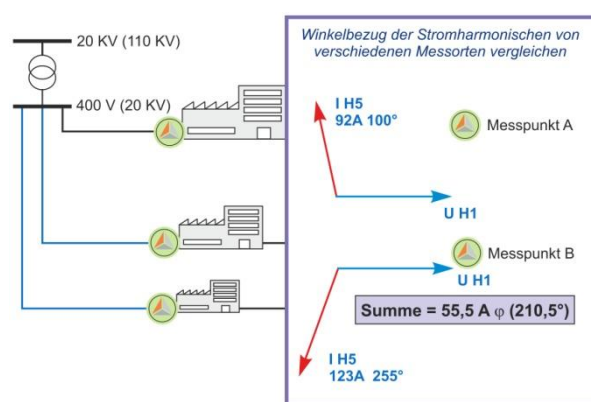 20 KV (110 KV)
400 V (20 KV)
Winkelbezug der Stromharmonischen von
verschiedenen Messorten vergleichen
I H5
92A 100°
Messpunkt A
U H1
Messpunkt B
U H1
Summe = 55,5 A φ (210,5°)
I H5
123A 255°